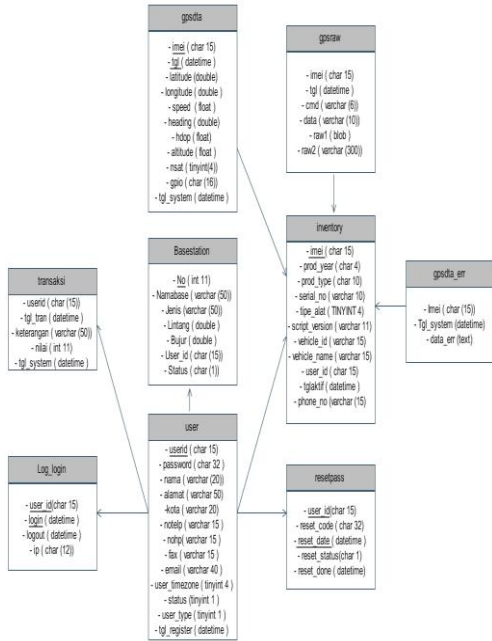 gpsdta
- imei ( char 15)
- tgl ( datetime )
- latitude (double)
- longitude ( double )
- speed ( float )
- heading ( double)
- hdop ( float)
- altitude ( float )
- nsat ( tinyint(4))
- gpio ( char (16))
- tgl_system ( datetime )
gpsraw
- imei (char 15)
- tgl ( datetime )
- cmd ( varchar (6))
- data ( varchar (10))
- raw1 ( blob )
- raw2 ( varchar (300))
transaksi
- userid ( char (15))
- tgl_tran ( datetime )
- keterangan ( varchar (50))
- nilai ( int 11)
- tgl_system ( datetime )
Basestation
- No ( int 11)
- Namabase ( varchar (50))
- Jenis (varchar (50))
- Lintang ( double )
- Bujur ( double )
- User_id ( char (15))
- Status ( char (1))
inventory
- imei ( char 15)
- prod_year ( char 4)
- prod_type ( char 10)
- serial_no ( varchar 10)
- tipe_alat ( TINYINT 4)
- script_version ( varchar 11)
- vehicle_id ( varchar 15)
- vehicle_name ( varchar 15)
- user_id ( char 15)
- tglaktif ( datetime )
- phone_no (varchar (15)
gpsdta_err
- Imei ( char (15))
- Tgl_system (datetime)
- data_err (text)
Log_login
- user_id(char 15)
- login ( datetime )
- logout ( datetime )
- ip ( char (12))
user
- userid ( char 15)
- password ( char 32 )
- nama ( varchar (20))
- alamat ( varchar 50)
-kota ( varchar 20)
- notelp ( varchar 15 )
- nohp ( varchar 15 )
- fax ( varchar 15 )
- email ( varchar 40 )
- user_timezone ( tinyint 4 )
- status (tinyint 1 )
- user_type ( tinyint 1 )
- tgl_register ( datetime )
resetpass
- user_id(char 15)
- reset_code ( char 32)
- reset_date ( datetime )
- reset_status(char 1)
- reset_done ( datetime)